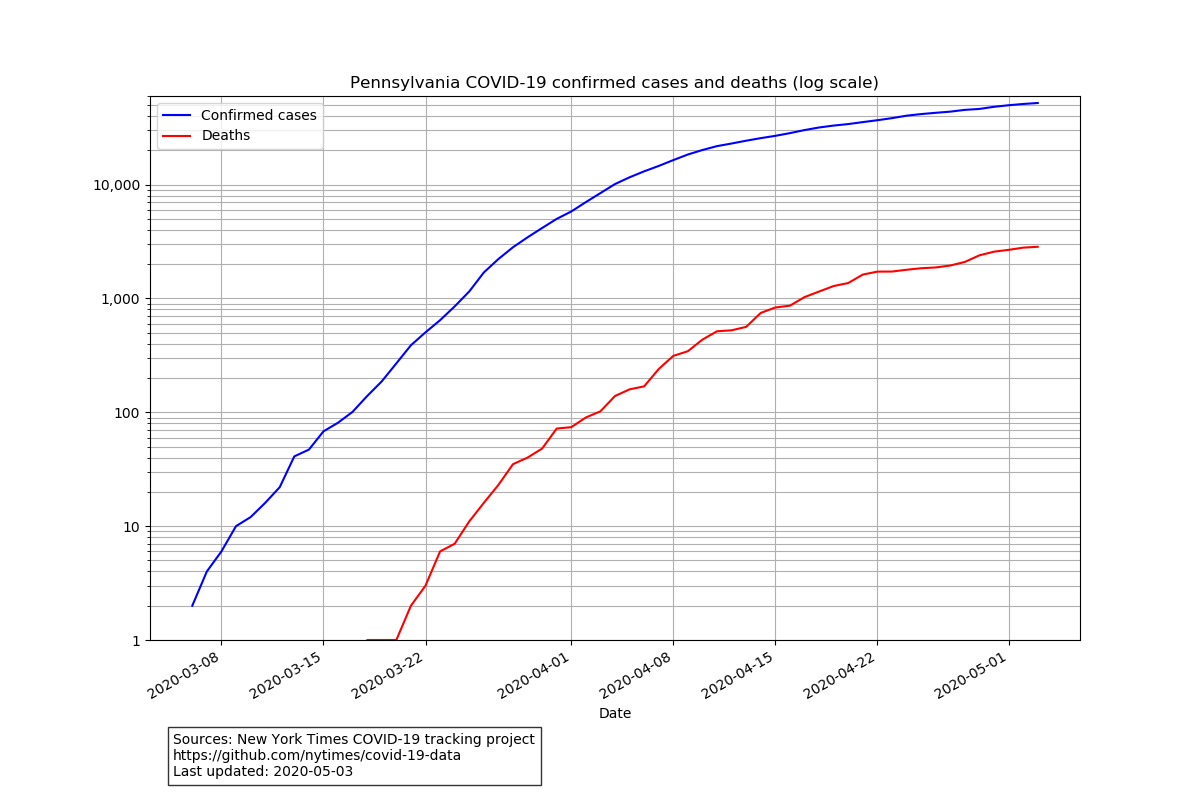 Pennsylvania COVID-19 confirmed cases and deaths (log scale)
Confirmed cases
Deaths
10,000
1,000
100
10
1
2020-03-08
2020-03-15
2020-03-22
2020-04-01
2020-04-08
2020-04-15
2020-04-22
2020-05-01
Date
Sources: New York Times COVID-19 tracking project
https://github.com/nytimes/covid-19-data
Last updated: 2020-05-03